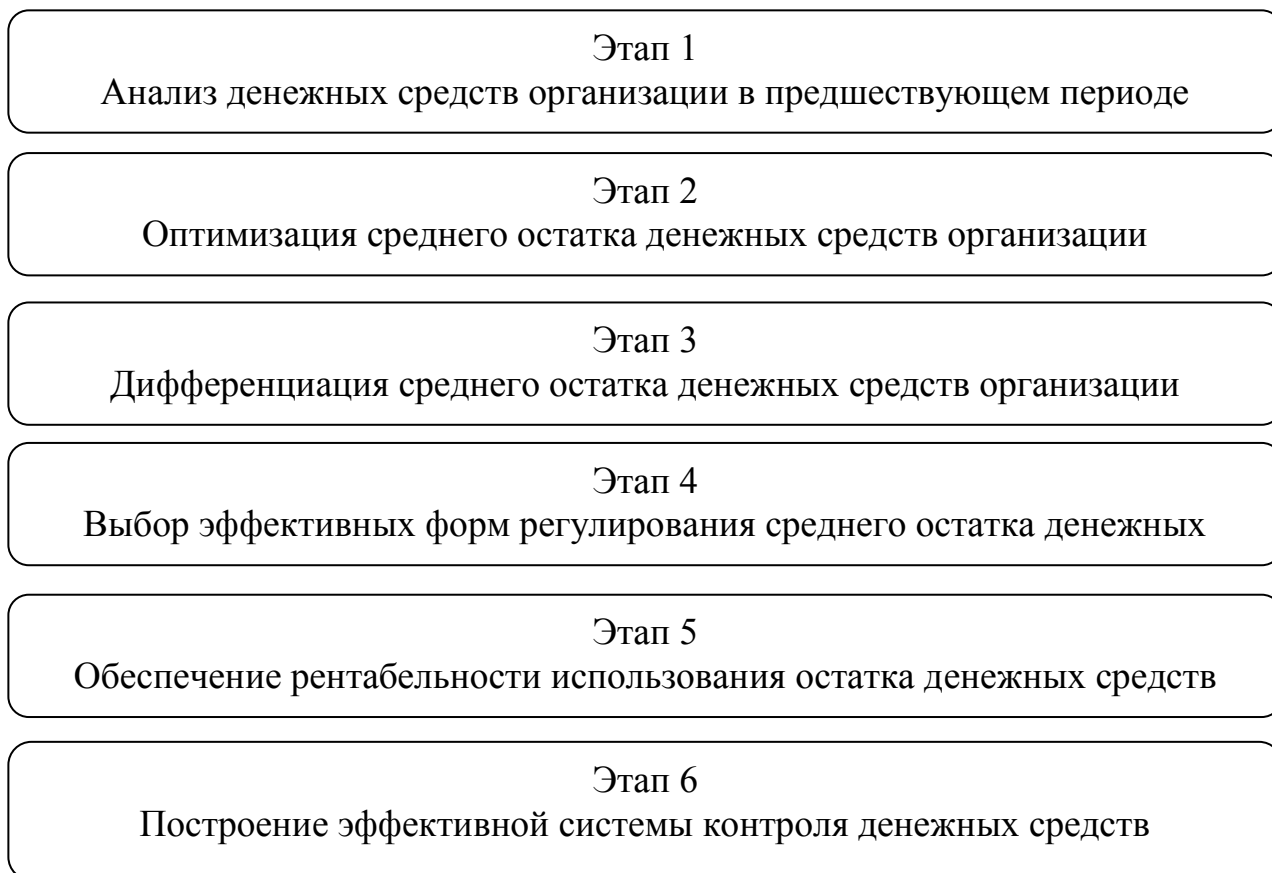 Этап 1
Анализ денежных средств организации в предшествующем периоде
Этап 2
Оптимизация среднего остатка денежных средств организации
Этап 3
Дифференциация среднего остатка денежных средств организации
Этап 4
Выбор эффективных форм регулирования среднего остатка денежных
Этап 5
Обеспечение рентабельности использования остатка денежных средств
Этап 6
Построение эффективной системы контроля денежных средств